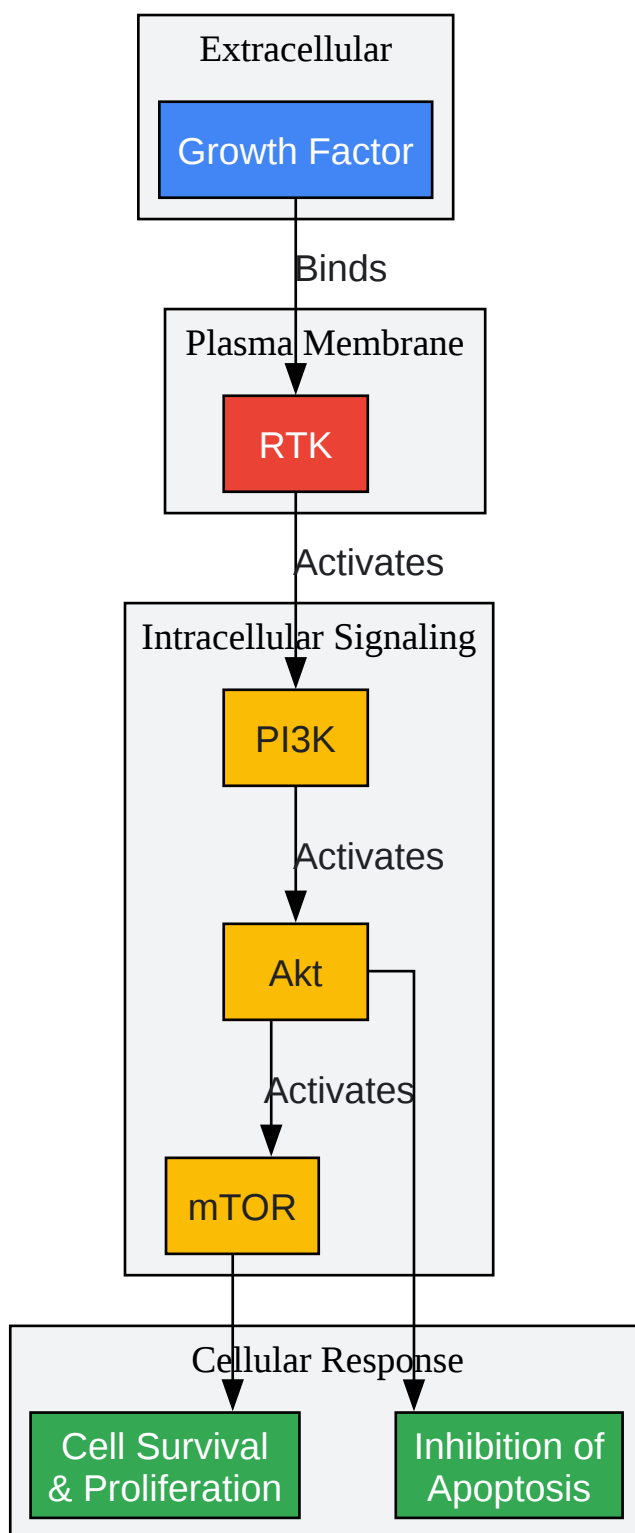 Extracellular
Growth Factor
Binds
Plasma Membrane
RTK
Activates
Intracellular Signaling
PI3K
Activates
Akt
Activates
mTOR
Cellular Response
Cell Survival
& Proliferation
Inhibition of
Apoptosis